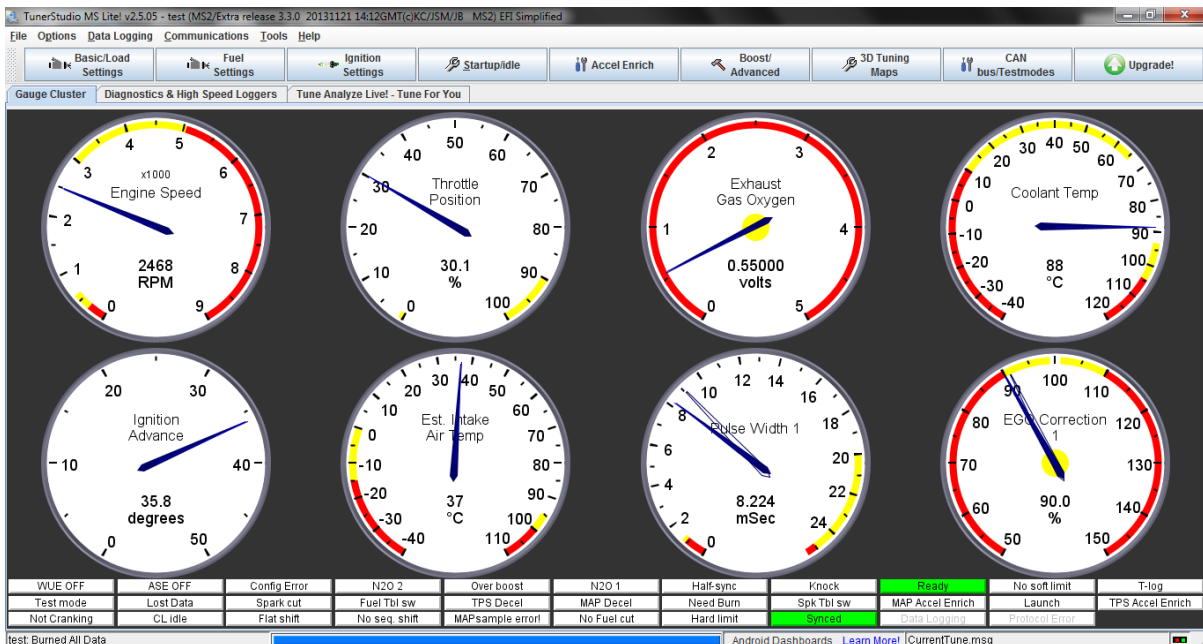 TunerStudio MS Lite! v2.5.05 - test (MS2/Extra release 3.3.0 20131121 14:12GMT(c)KC/JSM/JB MS2) EFI Simplified
File Options Data Logging Communications Tools Help
Basic/Load Settings
Fuel Settings
Ignition Settings
Startup/idle
Accel Enrich
Boost/ Advanced
3D Tuning Maps
CAN bus/Testmodes
Upgrade!
Gauge Cluster Diagnostics & High Speed Loggers Tune Analyze Live! - Tune For You
0 1 2 3 4 5 6 7 8 9
x1000
Engine Speed
2468
RPM
0 10 20 30 40 50 60 70 80 90 100
Throttle
Position
30.1
%
0 1 2 3 4 5
Exhaust
Gas Oxygen
0.55000
volts
-40 -30 -20 -10 0 10 20 30 40 50 60 70 80 90 100 110 120
Coolant Temp
88
°C
0 10 20 30 40 50
Ignition
Advance
35.8
degrees
-40 -30 -20 -10 0 10 20 30 40 50 60 70 80 90 100 110
Est. Intake
Air Temp
37
°C
0 2 4 6 8 10 12 14 16 18 20 22 24
Pulse Width 1
8.224
mSec
50 60 70 80 90 100 110 120 130 140 150
EGO Correction
1
90.0
%
WUE OFF ASE OFF Config Error N2O 2 Over boost N2O 1 Half-sync Knock Ready No soft limit T-log
Test mode Lost Data Spark cut Fuel Tbl sw TPS Decel MAP Decel Need Burn Spk Tbl sw MAP Accel Enrich Launch TPS Accel Enrich
Not Cranking CL idle Flat shift No seq. shift MAPsample error! No Fuel cut Hard limit Synced Data Logging Protocol Error
test: Burned All Data Android Dashboards Learn More! CurrentTune.msq